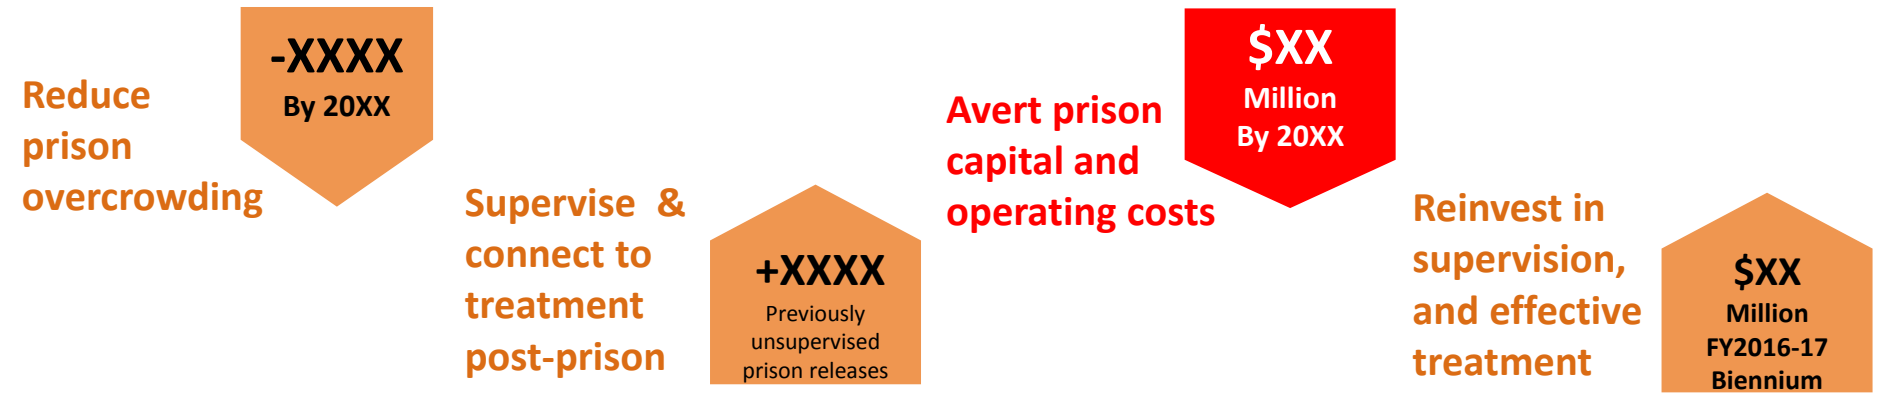 Reduce
prison
overcrowding
-XXXX
By 20XX
Supervise &
connect to
treatment
post-prison
+XXXX
Previously
unsupervised
prison releases
Avert prison
capital and
operating costs
$XX
Million
By 20XX
Reinvest in
supervision,
and effective
treatment
$XX
Million
FY2016-17
Biennium